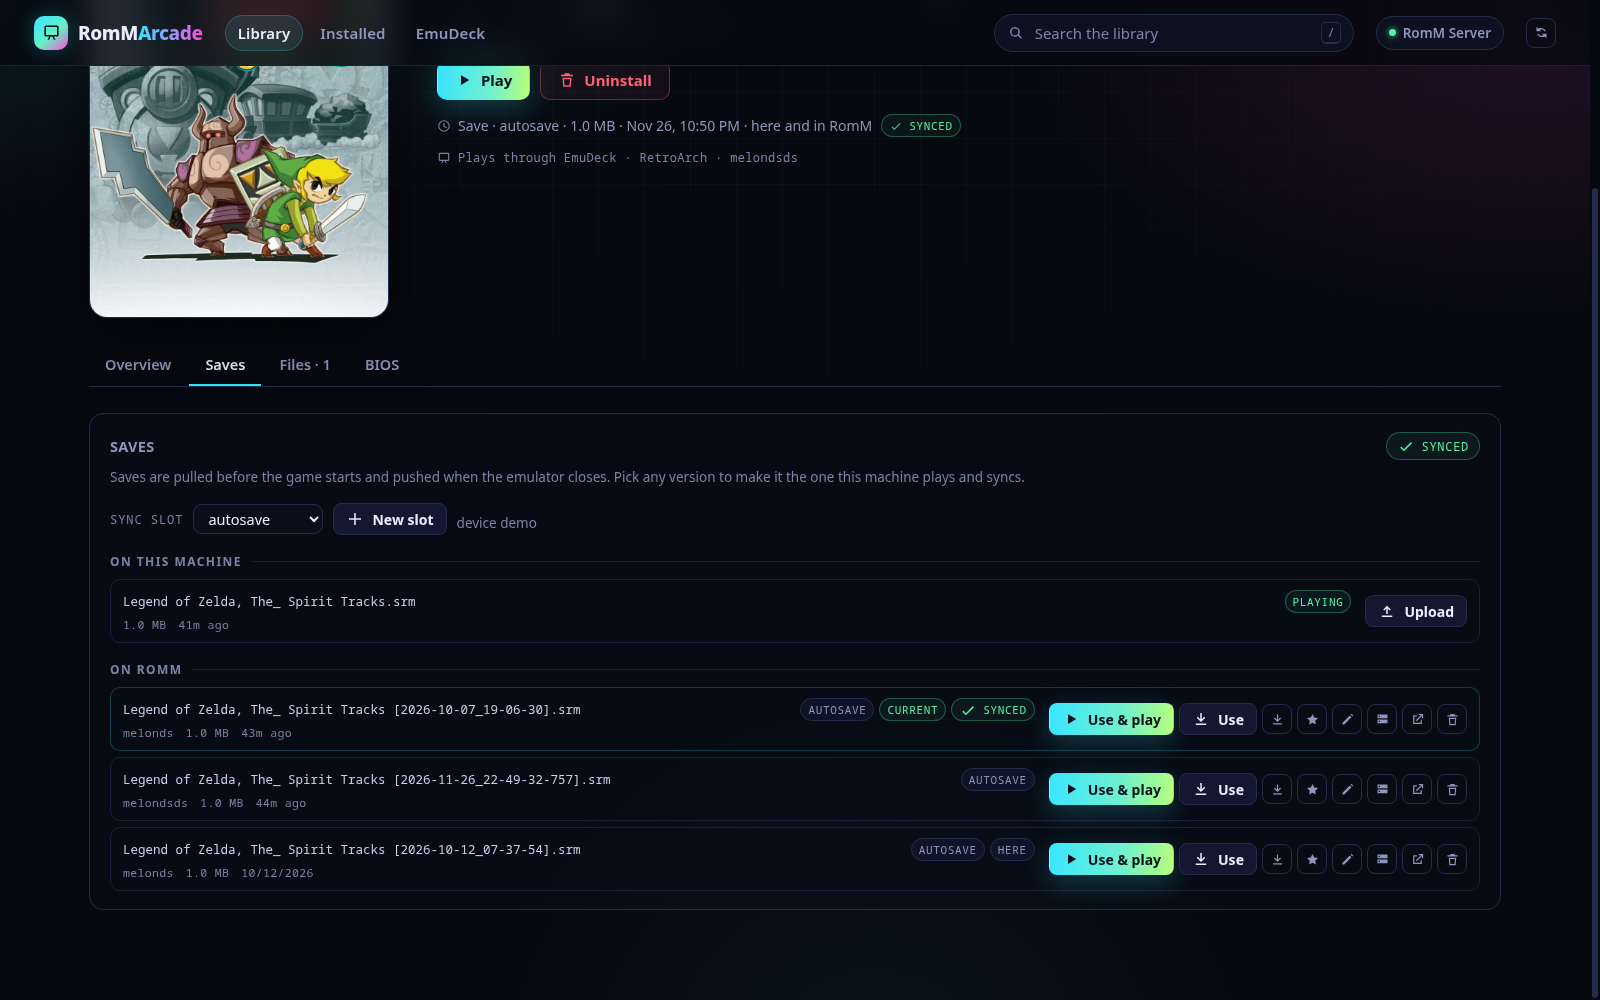 RomMArcade Library Installed EmuDeck Search the library / RomM Server
Play Uninstall
Save · autosave · 1.0 MB · Nov 26, 10:50 PM · here and in RomM SYNCED
Plays through EmuDeck · RetroArch · melondsds
Overview Saves Files · 1 BIOS
SAVES SYNCED
Saves are pulled before the game starts and pushed when the emulator closes. Pick any version to make it the one this machine plays and syncs.
SYNC SLOT autosave New slot device demo
ON THIS MACHINE
Legend of Zelda, The_ Spirit Tracks.srm PLAYING Upload
1.0 MB 41m ago
ON ROMM
Legend of Zelda, The_ Spirit Tracks [2026-10-07_19-06-30].srm AUTOSAVE CURRENT SYNCED Use & play Use
melonds 1.0 MB 43m ago
Legend of Zelda, The_ Spirit Tracks [2026-11-26_22-49-32-757].srm AUTOSAVE Use & play Use
melondsds 1.0 MB 44m ago
Legend of Zelda, The_ Spirit Tracks [2026-10-12_07-37-54].srm AUTOSAVE HERE Use & play Use
melonds 1.0 MB 10/12/2026